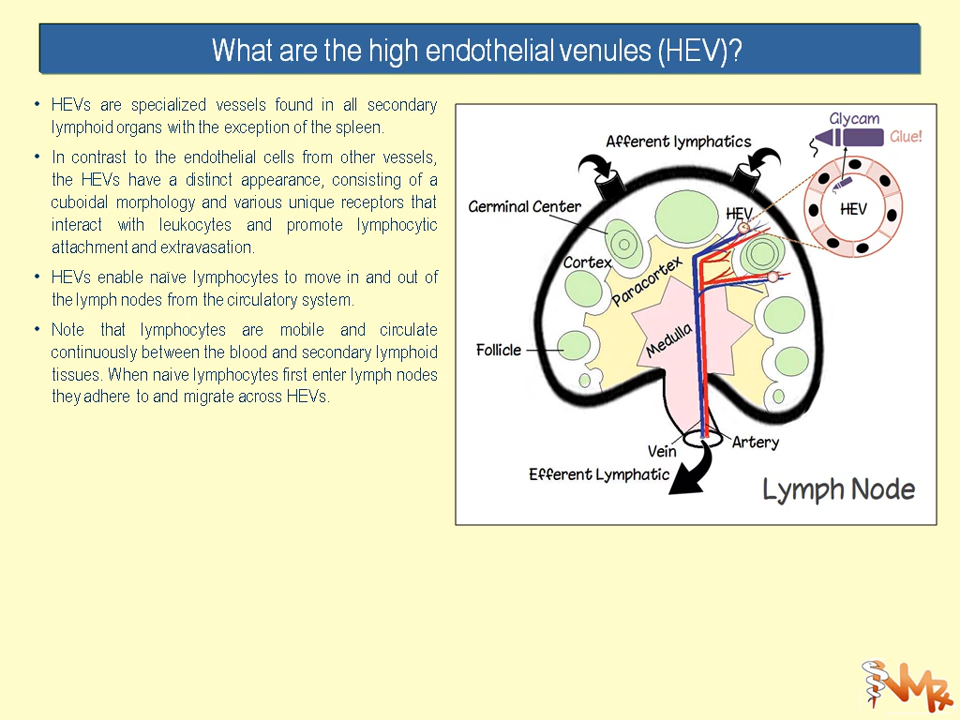 What are the high endothelial venules (HEV)?
• HEVs are specialized vessels found in all secondary
lymphoid organs with the exception of the spleen.
• In contrast to the endothelial cells from other vessels,
the HEVs have a distinct appearance, consisting of a
cuboidal morphology and various unique receptors that
interact with leukocytes and promote lymphocytic
attachment and extravasation.
• HEVs enable naïve lymphocytes to move in and out of
the lymph nodes from the circulatory system.
• Note that lymphocytes are mobile and circulate
continuously between the blood and secondary lymphoid
tissues. When naive lymphocytes first enter lymph nodes
they adhere to and migrate across HEVs.
Glycam
Glue!
Afferent lymphatics
HEV
Germinal Center
HEV
Cortex
Paracortex
Medulla
Follicle
Vein
Artery
Efferent Lymphatic
Lymph Node
VMRx